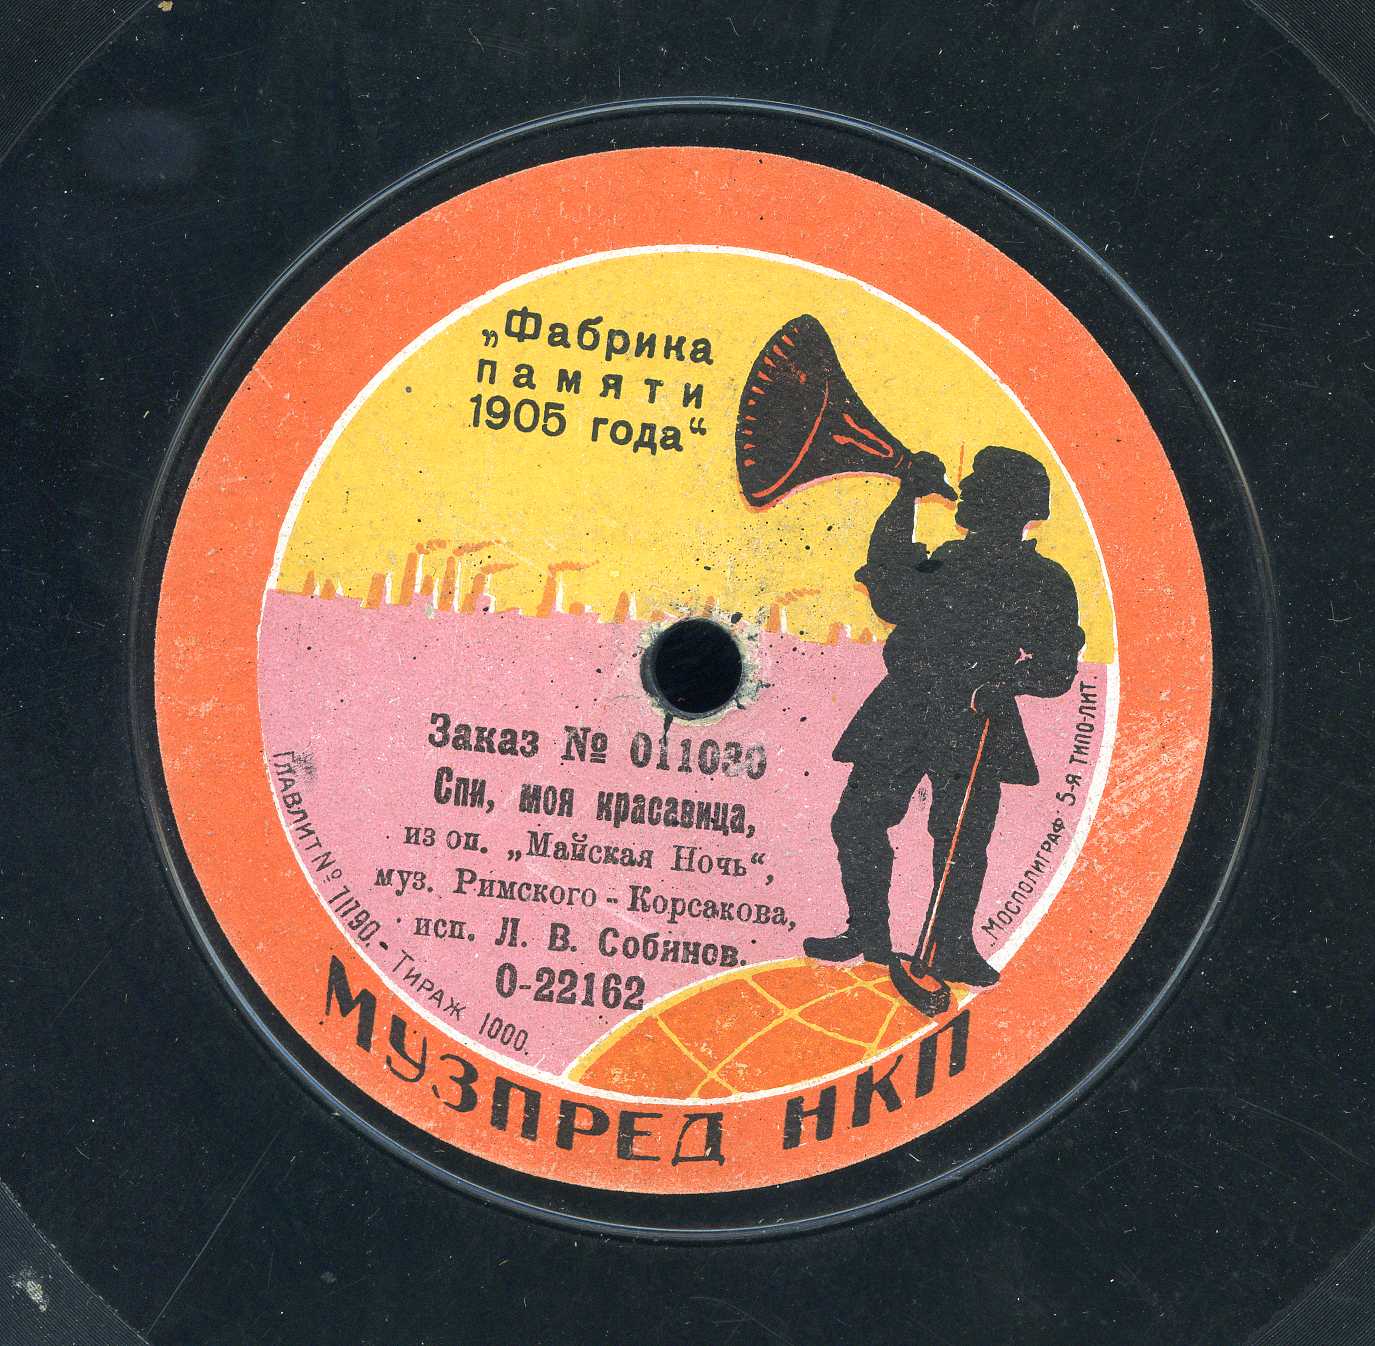 „Фабрика
памяти
1905 года“
Заказ № 011030
Спи, моя красавица,
из оп. „Майская Ночь“,
муз. Римского-Корсакова,
исп. Л. В. Собинов.
0-22162
ГЛАВЛИТ № 71790.- ТИРАЖ 1000.
„Мосполиграф“ 5-я ТИПО-ЛИТ.
МУЗПРЕД НКП